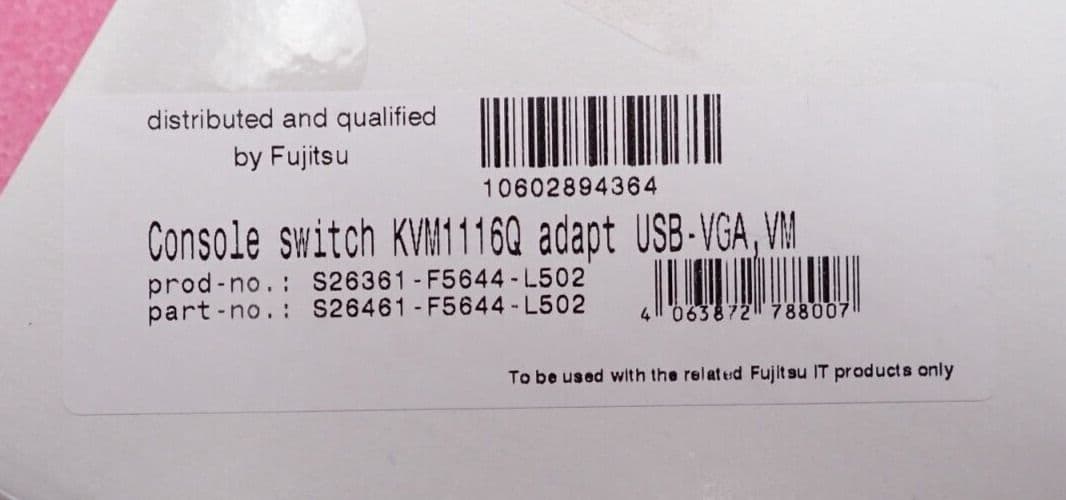 distributed and qualified
by Fujitsu
10602894364
Console switch KVM1116Q adapt USB-VGA,VM
prod-no.: S26361-F5644-L502
part-no.: S26461-F5644-L502
4 063872 788007
To be used with the related Fujitsu IT products only